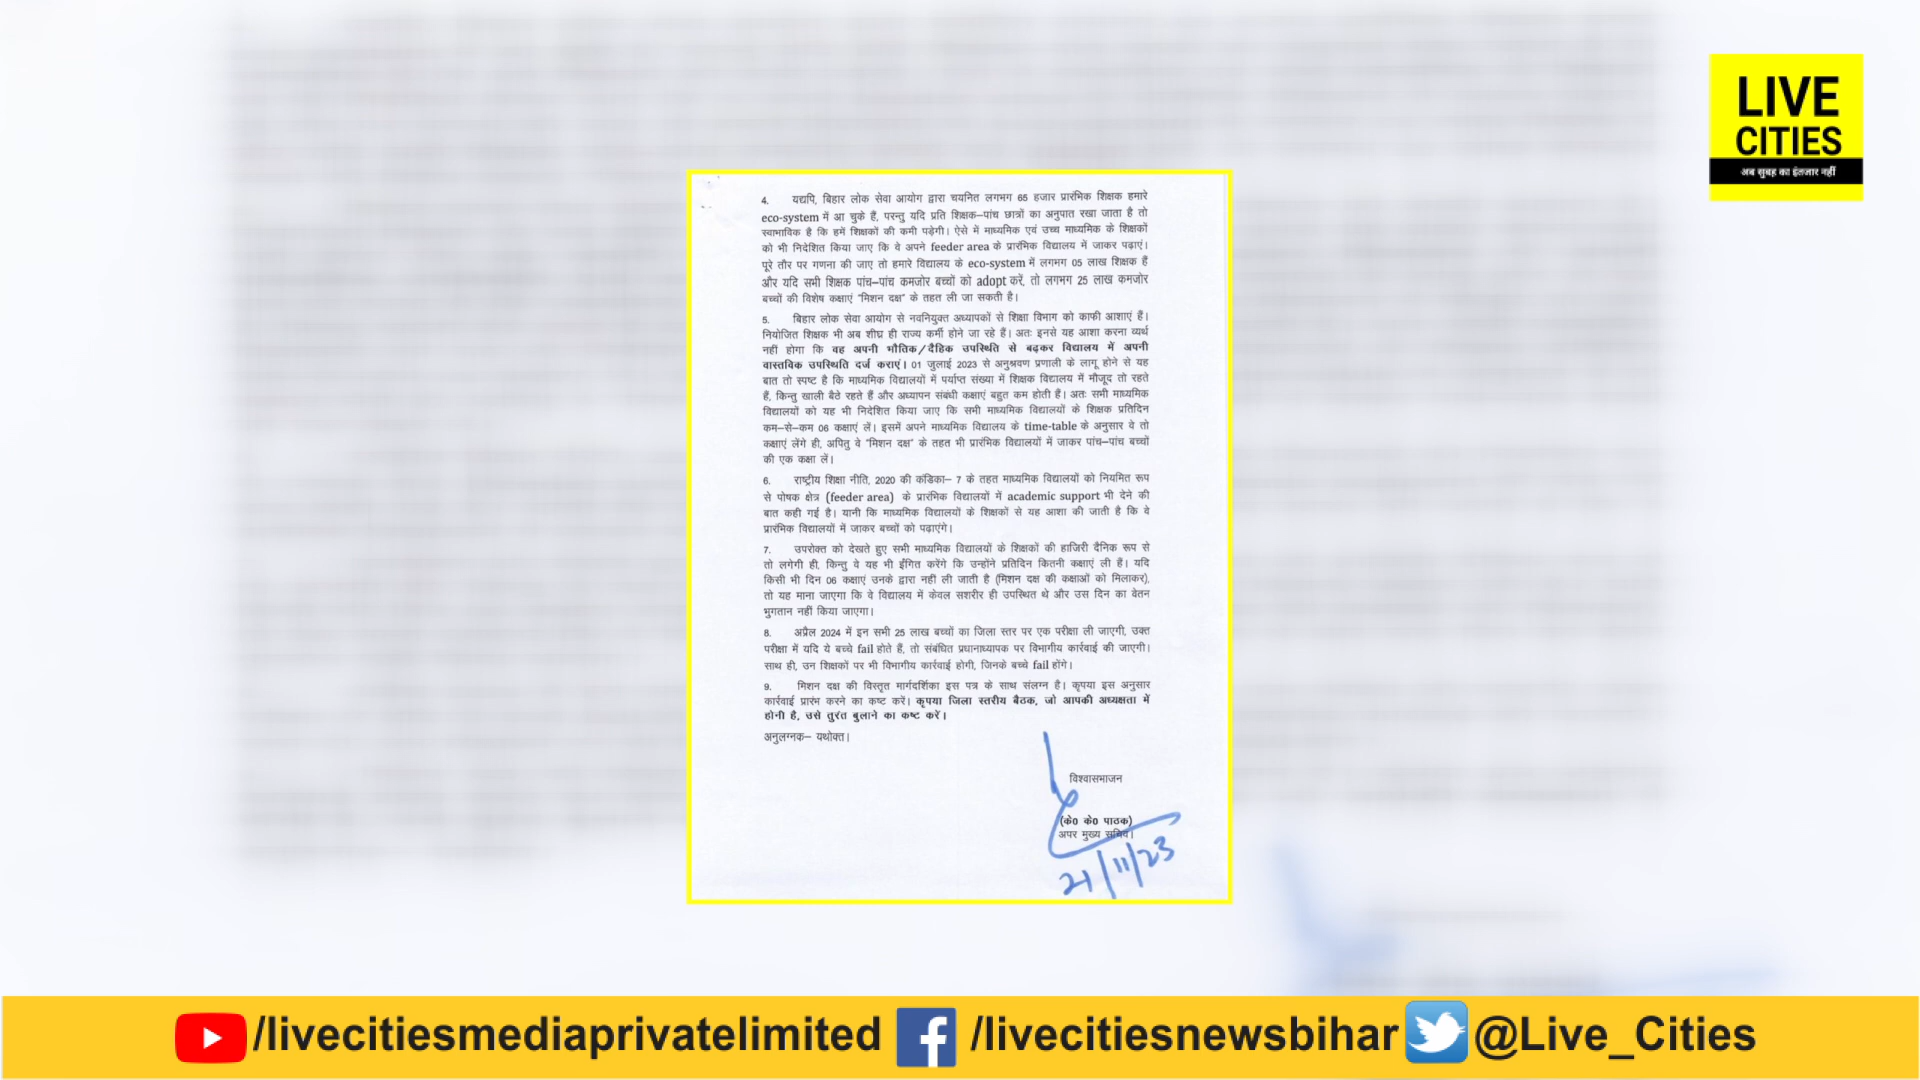 LIVE
CITIES
अब सुबह का इंतजार नहीं
4. यद्यपि, बिहार लोक सेवा आयोग द्वारा चयनित लगभग 65 हजार प्रारंभिक शिक्षक हमारे
eco-system में आ चुके हैं, परन्तु यदि प्रति शिक्षक–पांच छात्रों का अनुपात रखा जाता है तो
स्वाभाविक है कि हमें शिक्षकों की कमी पड़ेगी। ऐसे में माध्यमिक एवं उच्च माध्यमिक के शिक्षकों
को भी निदेशित किया जाए कि वे अपने feeder area के प्रारंभिक विद्यालय में जाकर पढ़ाएं।
पूरे तौर पर गणना की जाए तो हमारे विद्यालय के eco-system में लगभग 05 लाख शिक्षक हैं
और यदि सभी शिक्षक पांच–पांच कमजोर बच्चों को adopt करें, तो लगभग 25 लाख कमजोर
बच्चों की विशेष कक्षाएं "मिशन दक्ष" के तहत ली जा सकती है।
5. बिहार लोक सेवा आयोग से नवनियुक्त अध्यापकों से शिक्षा विभाग को काफी आशाएं हैं।
नियोजित शिक्षक भी अब शीघ्र ही राज्य कर्मी होने जा रहे हैं। अतः इनसे यह आशा करना व्यर्थ
नहीं होगा कि वह अपनी भौतिक/दैहिक उपस्थिति से बढ़कर विद्यालय में अपनी
वास्तविक उपस्थिति दर्ज कराएं। 01 जुलाई 2023 से अनुश्रवण प्रणाली के लागू होने से यह
बात तो स्पष्ट है कि माध्यमिक विद्यालयों में पर्याप्त संख्या में शिक्षक विद्यालय में मौजूद तो रहते
हैं, किन्तु खाली बैठे रहते हैं और अध्यापन संबंधी कक्षाएं बहुत कम होती हैं। अतः सभी माध्यमिक
विद्यालयों को यह भी निदेशित किया जाए कि सभी माध्यमिक विद्यालयों के शिक्षक प्रतिदिन
कम–से–कम 06 कक्षाएं लें। इसमें अपने माध्यमिक विद्यालय के time-table के अनुसार वे तो
कक्षाएं लेंगे ही, अपितु वे "मिशन दक्ष" के तहत भी प्रारंभिक विद्यालयों में जाकर पांच–पांच बच्चों
की एक कक्षा लें।
6. राष्ट्रीय शिक्षा नीति, 2020 की कंडिका– 7 के तहत माध्यमिक विद्यालयों को नियमित रूप
से पोषक क्षेत्र (feeder area) के प्रारंभिक विद्यालयों में academic support भी देने की
बात कही गई है। यानी कि माध्यमिक विद्यालयों के शिक्षकों से यह आशा की जाती है कि वे
प्रारंभिक विद्यालयों में जाकर बच्चों को पढ़ाएंगे।
7. उपरोक्त को देखते हुए सभी माध्यमिक विद्यालयों के शिक्षकों की हाजिरी दैनिक रूप से
तो लगेगी ही, किन्तु वे यह भी ईंगित करेंगे कि उन्होंने प्रतिदिन कितनी कक्षाएं ली हैं। यदि
किसी भी दिन 06 कक्षाएं उनके द्वारा नहीं ली जाती है (मिशन दक्ष की कक्षाओं को मिलाकर),
तो यह माना जाएगा कि वे विद्यालय में केवल सशरीर ही उपस्थित थे और उस दिन का वेतन
भुगतान नहीं किया जाएगा।
8. अप्रैल 2024 में इन सभी 25 लाख बच्चों का जिला स्तर पर एक परीक्षा ली जाएगी, उक्त
परीक्षा में यदि ये बच्चे fail होते हैं, तो संबंधित प्रधानाध्यापक पर विभागीय कार्रवाई की जाएगी।
साथ ही, उन शिक्षकों पर भी विभागीय कार्रवाई होगी, जिनके बच्चे fail होंगे।
9. मिशन दक्ष की विस्तृत मार्गदर्शिका इस पत्र के साथ संलग्न है। कृपया इस अनुसार
कार्रवाई प्रारंभ करने का कष्ट करें। कृपया जिला स्तरीय बैठक, जो आपकी अध्यक्षता में
होनी है, उसे तुरंत बुलाने का कष्ट करें।
अनुलग्नक– यथोक्त।
विश्वासभाजन
(के0 के0 पाठक)
अपर मुख्य सचिव।
21/11/23
/livecitiesmediaprivatelimited /livecitiesnewsbihar @Live_Cities